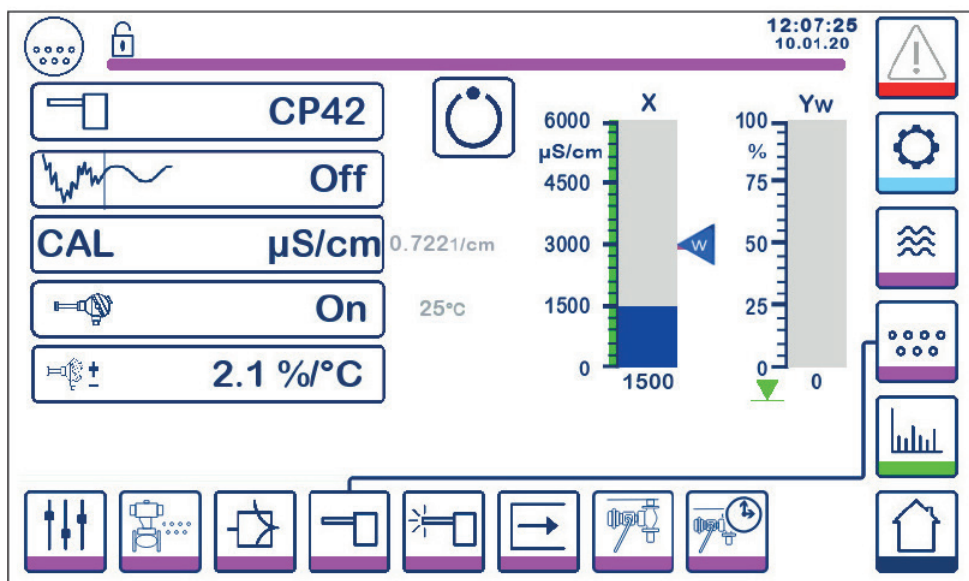 12:07:25
10.01.20
CP42
Off
CAL µS/cm 0.7221/cm
On 25°C
2.1 %/°C
X
6000
µS/cm
4500
3000
1500
0
1500
W
Yw
100
%
75
50
25
0
0